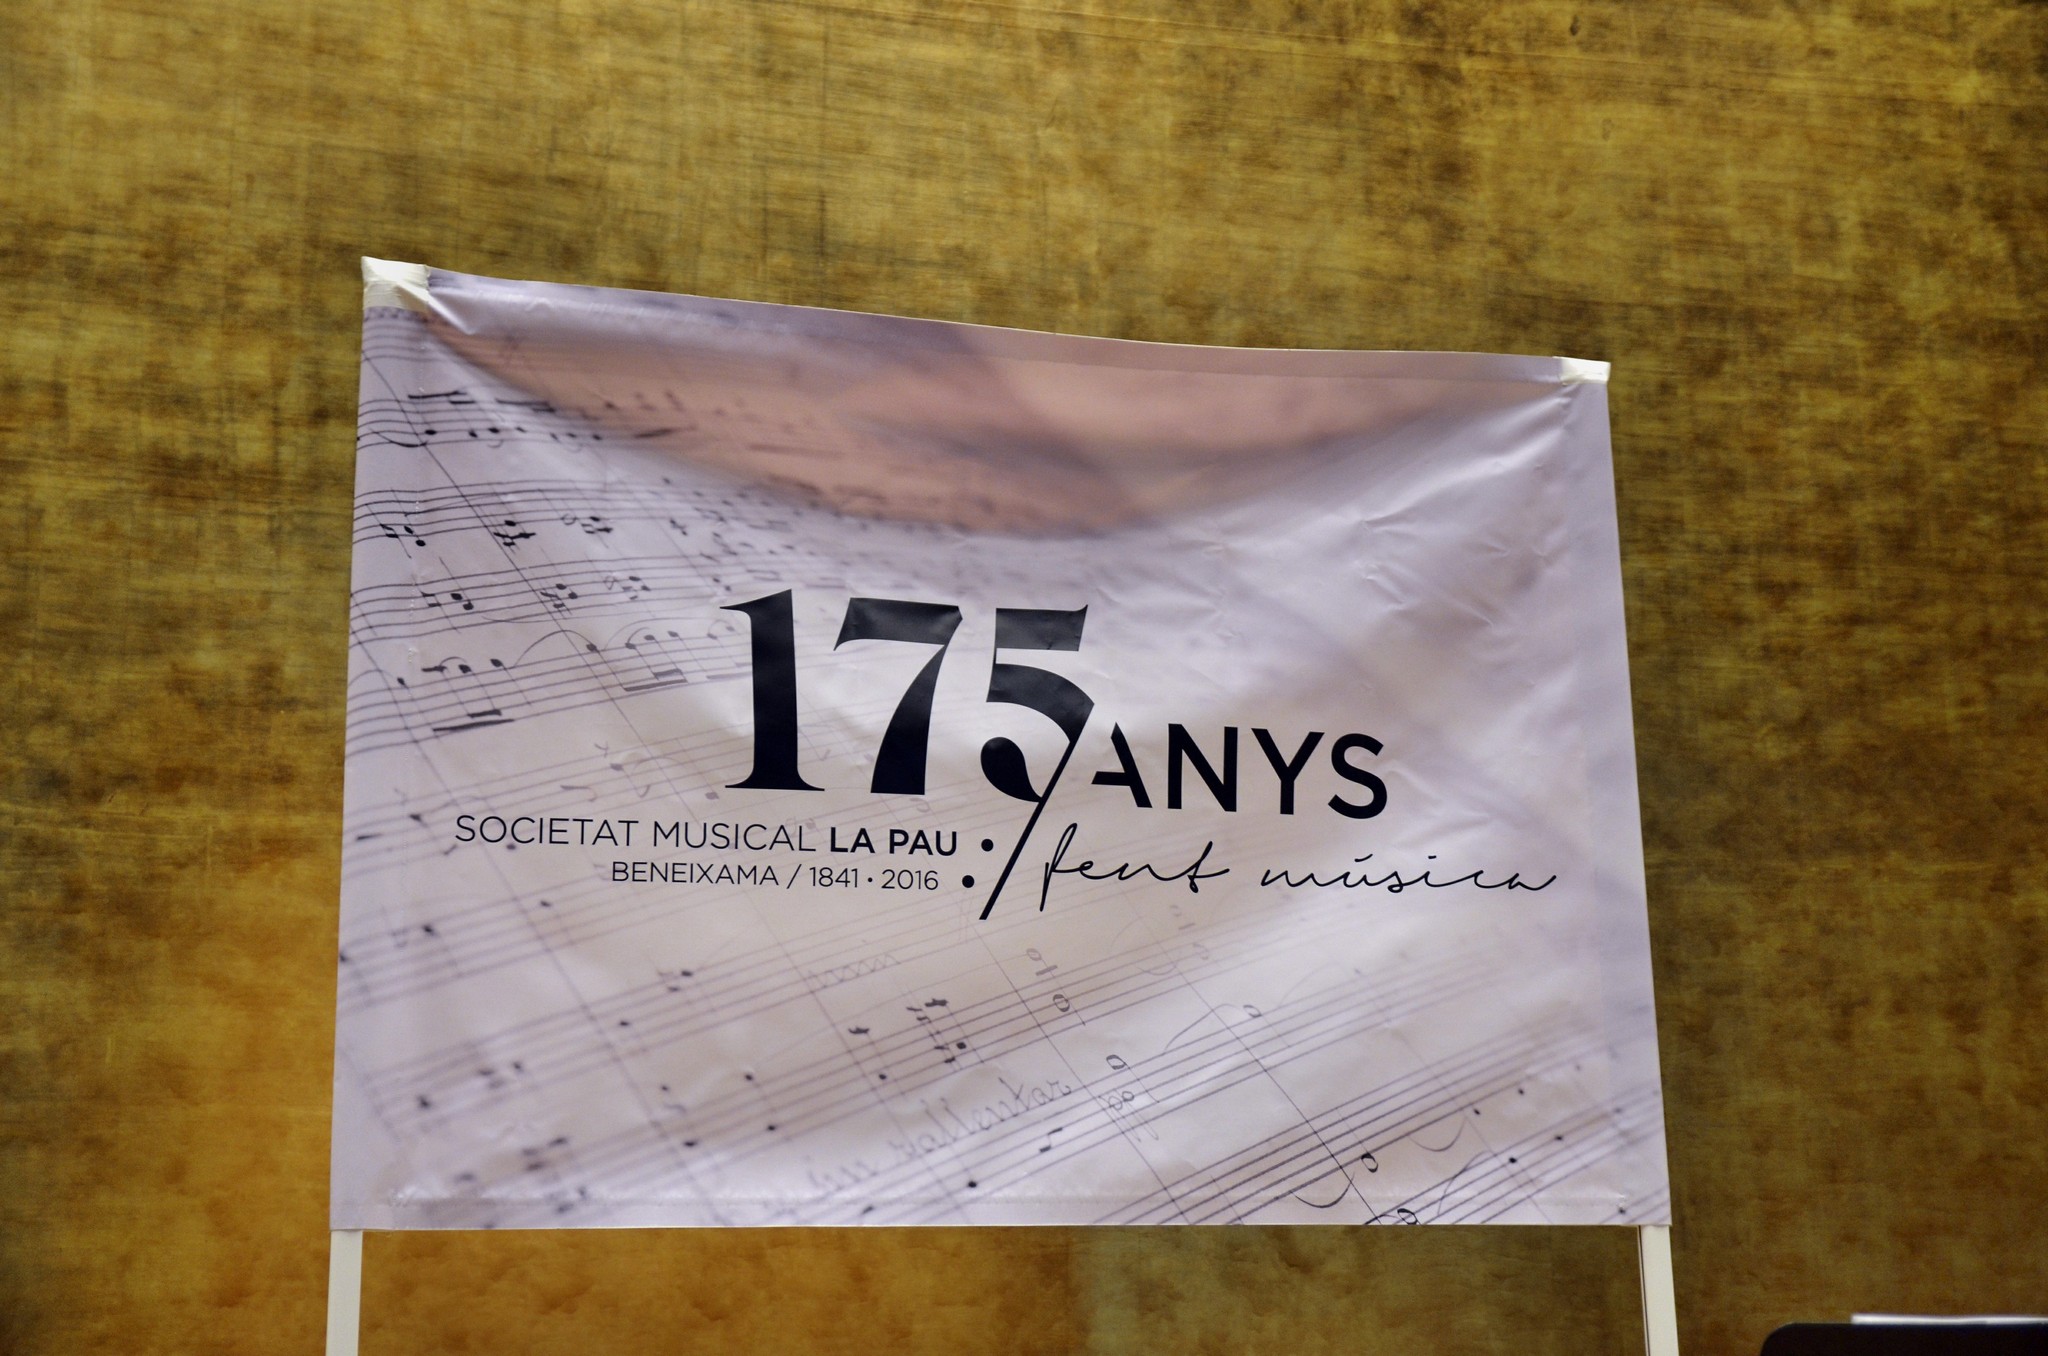 175 ANYS
SOCIETAT MUSICAL LA PAU
BENEIXAMA / 1841 · 2016
fent música